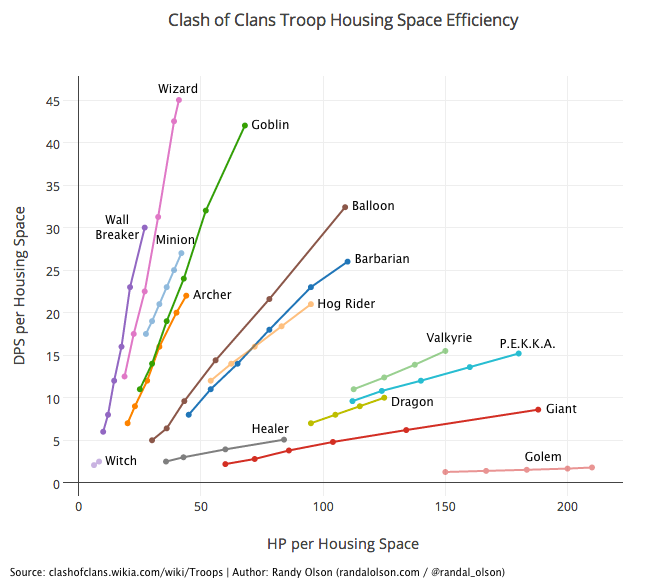 Clash of Clans Troop Housing Space Efficiency
Wizard
Goblin
Wall
Breaker
Minion
Archer
Balloon
Barbarian
Hog Rider
Valkyrie
P.E.K.K.A.
Dragon
Giant
Healer
Witch
Golem
DPS per Housing Space
45
40
35
30
25
20
15
10
5
0
0
50
100
150
200
HP per Housing Space
Source: clashofclans.wikia.com/wiki/Troops | Author: Randy Olson (randalolson.com / @randal_olson)